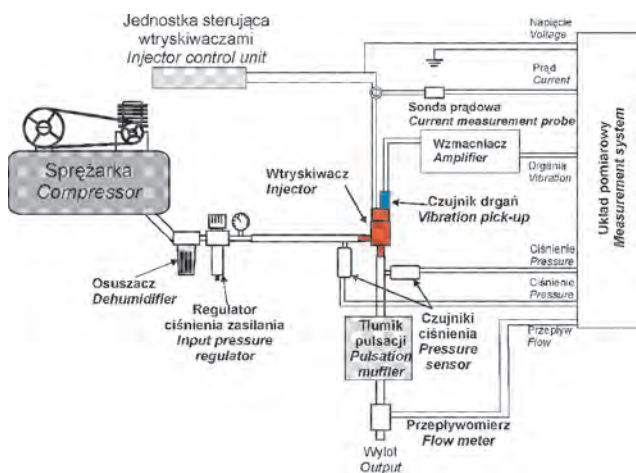 Jednostka sterująca
wtryskiwaczami
Injector control unit
Napięcie
Voltage
Prąd
Current
Sonda prądowa
Current measurement probe
Wzmacniacz
Amplifier
Drgania
Vibration
Układ pomiarowy
Measurement system
Sprężarka
Compressor
Wtryskiwacz
Injector
Czujnik drgań
Vibration pick-up
Osuszacz
Dehumidifier
Regulator
ciśnienia zasilania
Input pressure
regulator
Ciśnienie
Pressure
Ciśnienie
Pressure
Czujniki
ciśnienia
Pressure
sensor
Tłumik
pulsacji
Pulsation
muffler
Przepływ
Flow
Przepływomierz
Flow meter
Wylot
Output